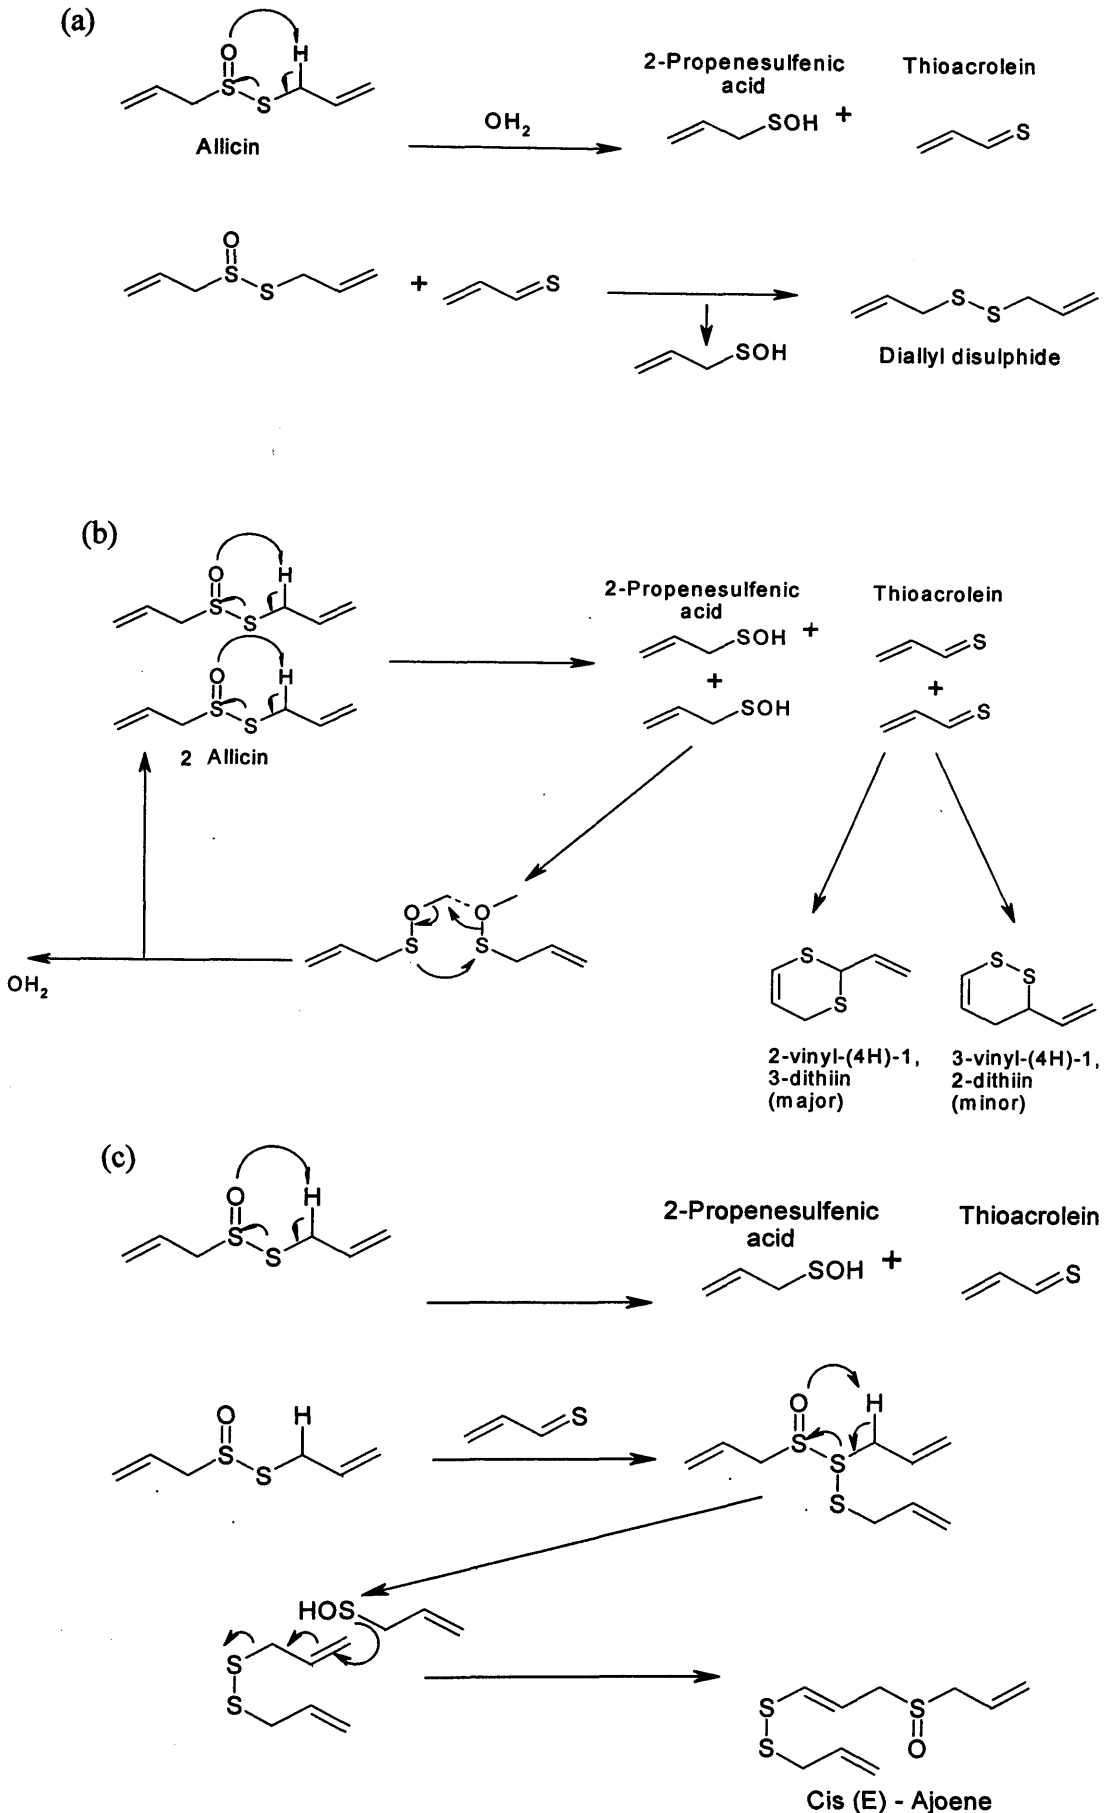 (a)
O
H
S
S
Allicin
OH2
2-Propenesulfenic
acid
SOH
+
Thioacrolein
S
O
S
S
+
S
SOH
S
S
Diallyl disulphide
(b)
O
H
S
S
O
H
S
S
2 Allicin
2-Propenesulfenic
acid
SOH
+
+
SOH
Thioacrolein
S
+
S
O
O
S
S
OH2
S
S
2-vinyl-(4H)-1,
3-dithiin
(major)
S
S
3-vinyl-(4H)-1,
2-dithiin
(minor)
(c)
O
H
S
S
2-Propenesulfenic
acid
SOH
+
Thioacrolein
S
O
H
S
S
S
O
H
S
S
S
HOS
S
S
S
S
S
O
Cis (E) - Ajoene